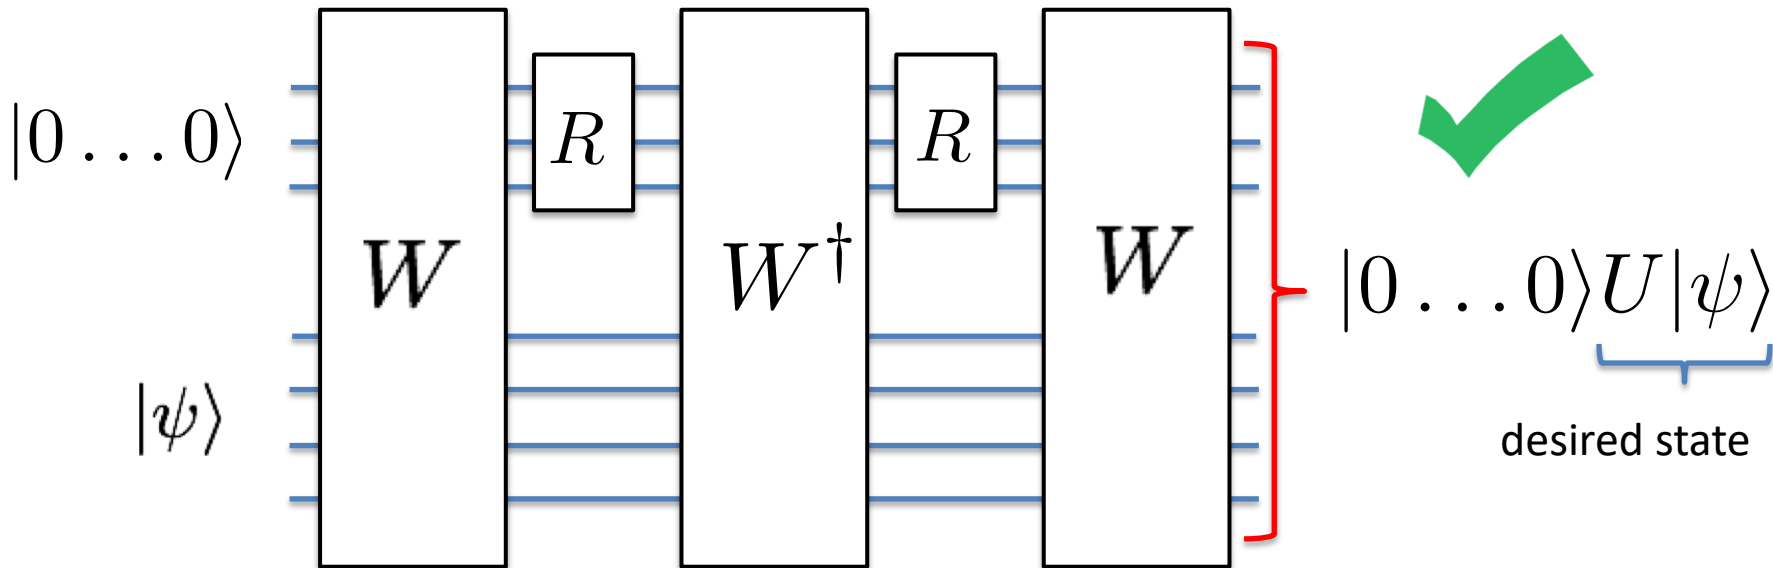 |0 . . . 0⟩
|ψ⟩
W
R
W†
R
W
|0 . . . 0⟩U|ψ⟩
desired state